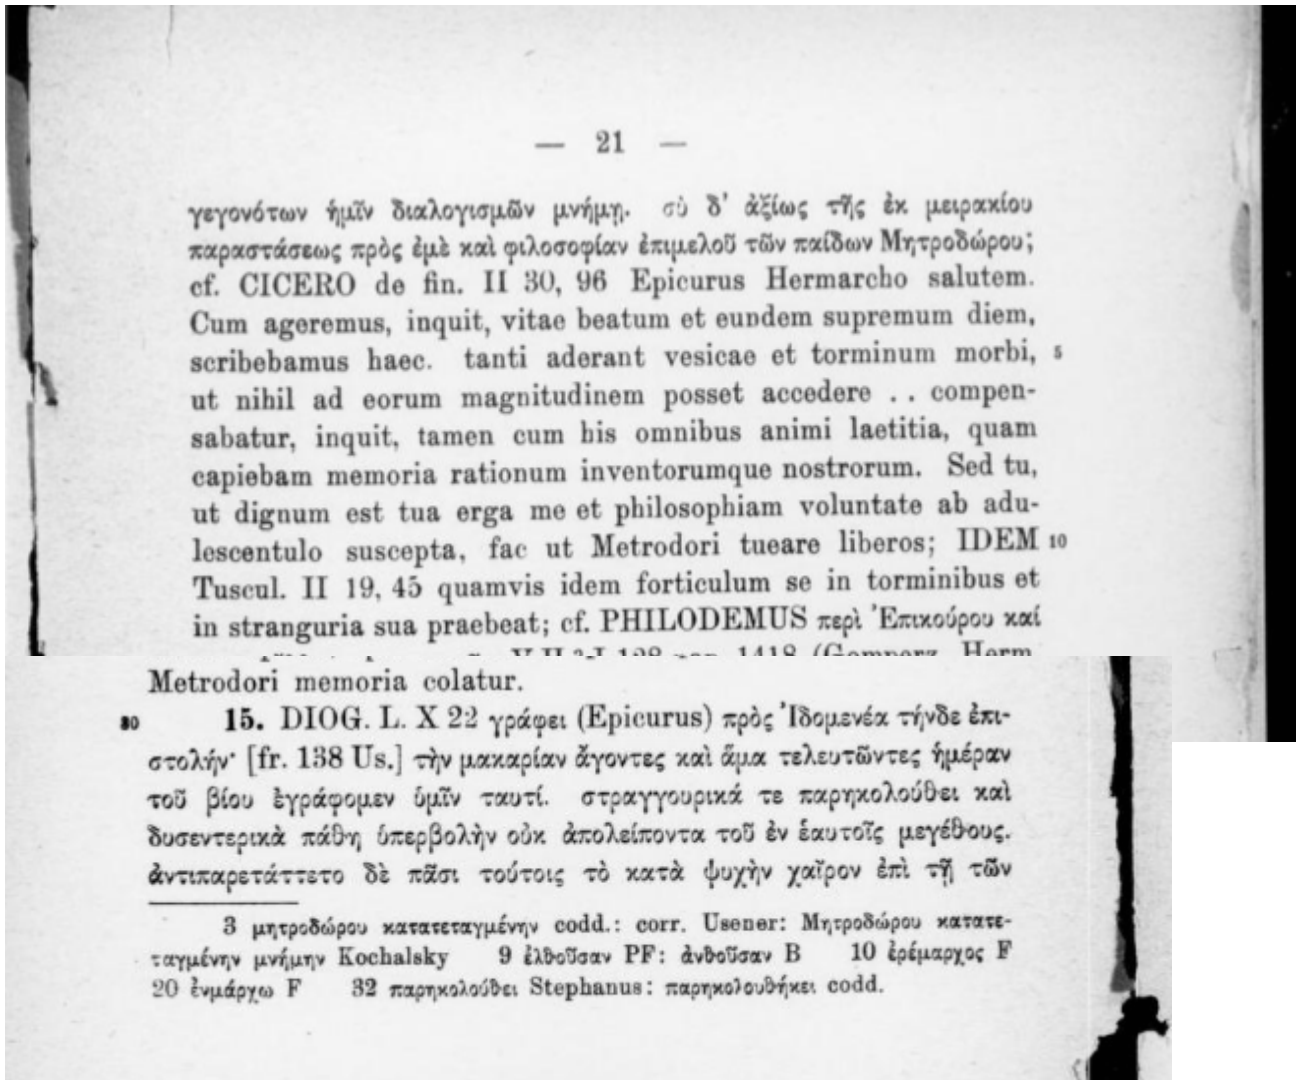 — 21 —
γεγονότων ἡμῖν διαλογισμῶν μνήμῃ. σὺ δ' ἀξίως τῆς ἐκ μειρακίου
παραστάσεως πρὸς ἐμὲ καὶ φιλοσοφίαν ἐπιμελοῦ τῶν παίδων Μητροδώρου;
cf. CICERO de fin. II 30, 96 Epicurus Hermarcho salutem.
Cum ageremus, inquit, vitae beatum et eundem supremum diem,
scribebamus haec. tanti aderant vesicae et torminum morbi, 5
ut nihil ad eorum magnitudinem posset accedere . . compen-
sabatur, inquit, tamen cum his omnibus animi laetitia, quam
capiebam memoria rationum inventorumque nostrorum. Sed tu,
ut dignum est tua erga me et philosophiam voluntate ab adu-
lescentulo suscepta, fac ut Metrodori tueare liberos; IDEM 10
Tuscul. II 19, 45 quamvis idem forticulum se in torminibus et
in stranguria sua praebeat; cf. PHILODEMUS περὶ Ἐπικούρου καί
Metrodori memoria colatur.
30 15. DIOG. L. X 22 γράφει (Epicurus) πρὸς Ἰδομενέα τήνδε ἐπι-
στολήν· [fr. 138 Us.] τὴν μακαρίαν ἄγοντες καὶ ἅμα τελευτῶντες ἡμέραν
τοῦ βίου ἐγράφομεν ὑμῖν ταυτί. στραγγουρικά τε παρηκολούθει καὶ
δυσεντερικὰ πάθη ὑπερβολὴν οὐκ ἀπολείποντα τοῦ ἐν ἑαυτοῖς μεγέθους.
ἀντιπαρετάττετο δὲ πᾶσι τούτοις τὸ κατὰ ψυχὴν χαῖρον ἐπὶ τῇ τῶν
3 μητροδώρου κατατεταγμένην codd.: corr. Usener: Μητροδώρου κατατε-
ταγμένην μνήμην Kochalsky 9 ἐλθοῦσαν PF: ἀνθοῦσαν B 10 ἐρέμαρχος F
20 ἐνμάρχω F 32 παρηκολούθει Stephanus: παρηκολουθήκει codd.